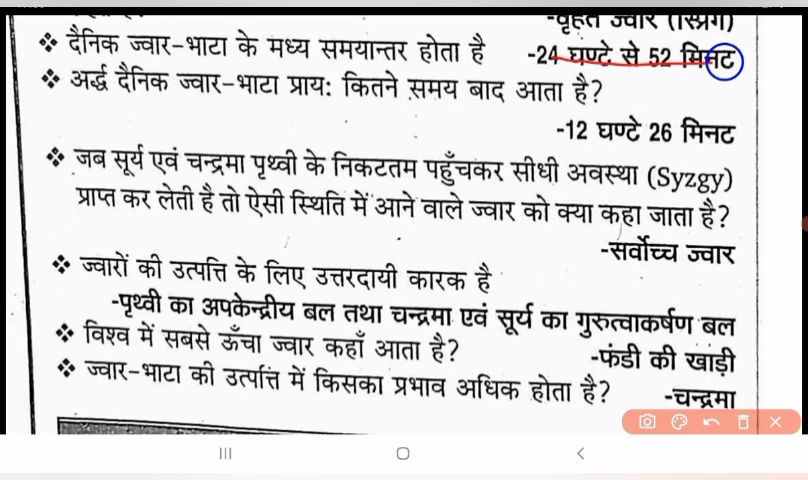 -वृहत ज्वार (स्प्रिंग)
❖ दैनिक ज्वार-भाटा के मध्य समयान्तर होता है -24 घण्टे से 52 मिनट
❖ अर्द्ध दैनिक ज्वार-भाटा प्राय: कितने समय बाद आता है?
-12 घण्टे 26 मिनट
❖ जब सूर्य एवं चन्द्रमा पृथ्वी के निकटतम पहुँचकर सीधी अवस्था (Syzgy)
प्राप्त कर लेती है तो ऐसी स्थिति में आने वाले ज्वार को क्या कहा जाता है?
-सर्वोच्च ज्वार
❖ ज्वारों की उत्पत्ति के लिए उत्तरदायी कारक है
-पृथ्वी का अपकेन्द्रीय बल तथा चन्द्रमा एवं सूर्य का गुरुत्वाकर्षण बल
❖ विश्व में सबसे ऊँचा ज्वार कहाँ आता है? -फंडी की खाड़ी
❖ ज्वार-भाटा की उत्पत्ति में किसका प्रभाव अधिक होता है? -चन्द्रमा